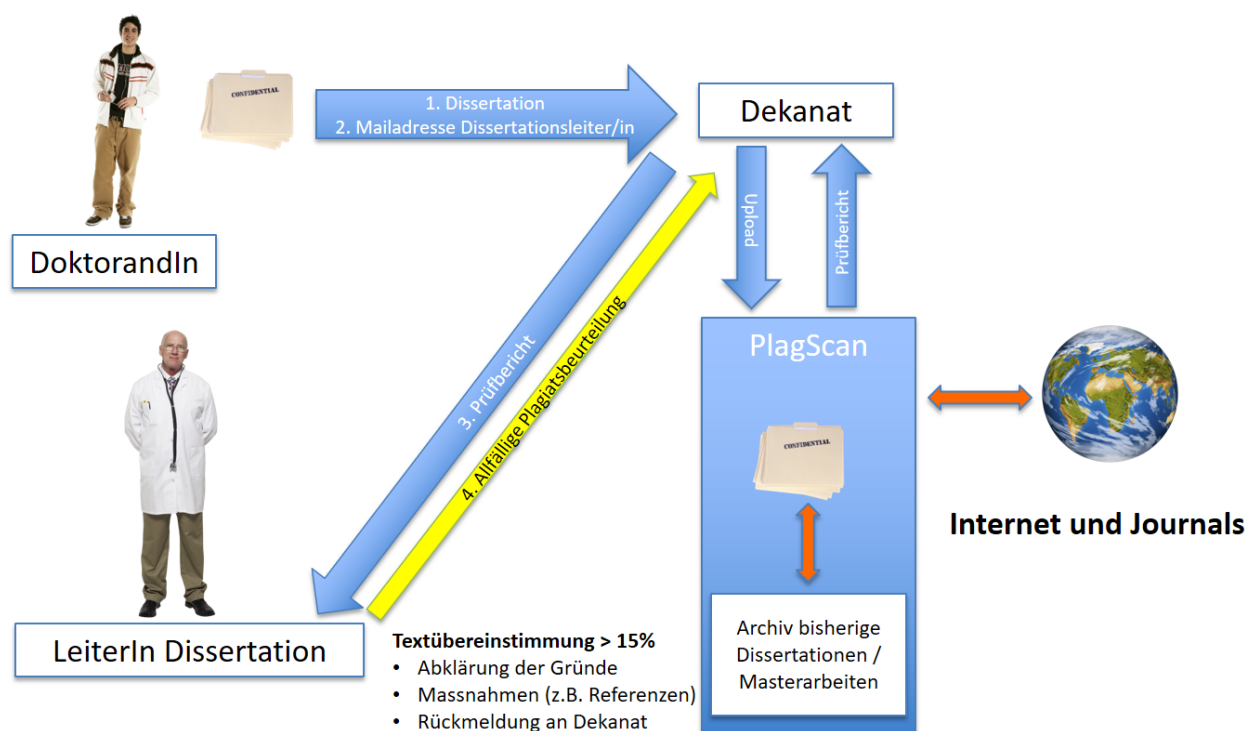 CONFIDENTIAL
1. Dissertation
2. Mailadresse Dissertationsleiter/in
Dekanat
DoktorandIn
Upload
Prüfbericht
3. Prüfbericht
4. Allfällige Plagiatsbeurteilung
PlagScan
CONFIDENTIAL
Internet und Journals
Archiv bisherige
Dissertationen /
Masterarbeiten
LeiterIn Dissertation
Textübereinstimmung > 15%
• Abklärung der Gründe
• Massnahmen (z.B. Referenzen)
• Rückmeldung an Dekanat